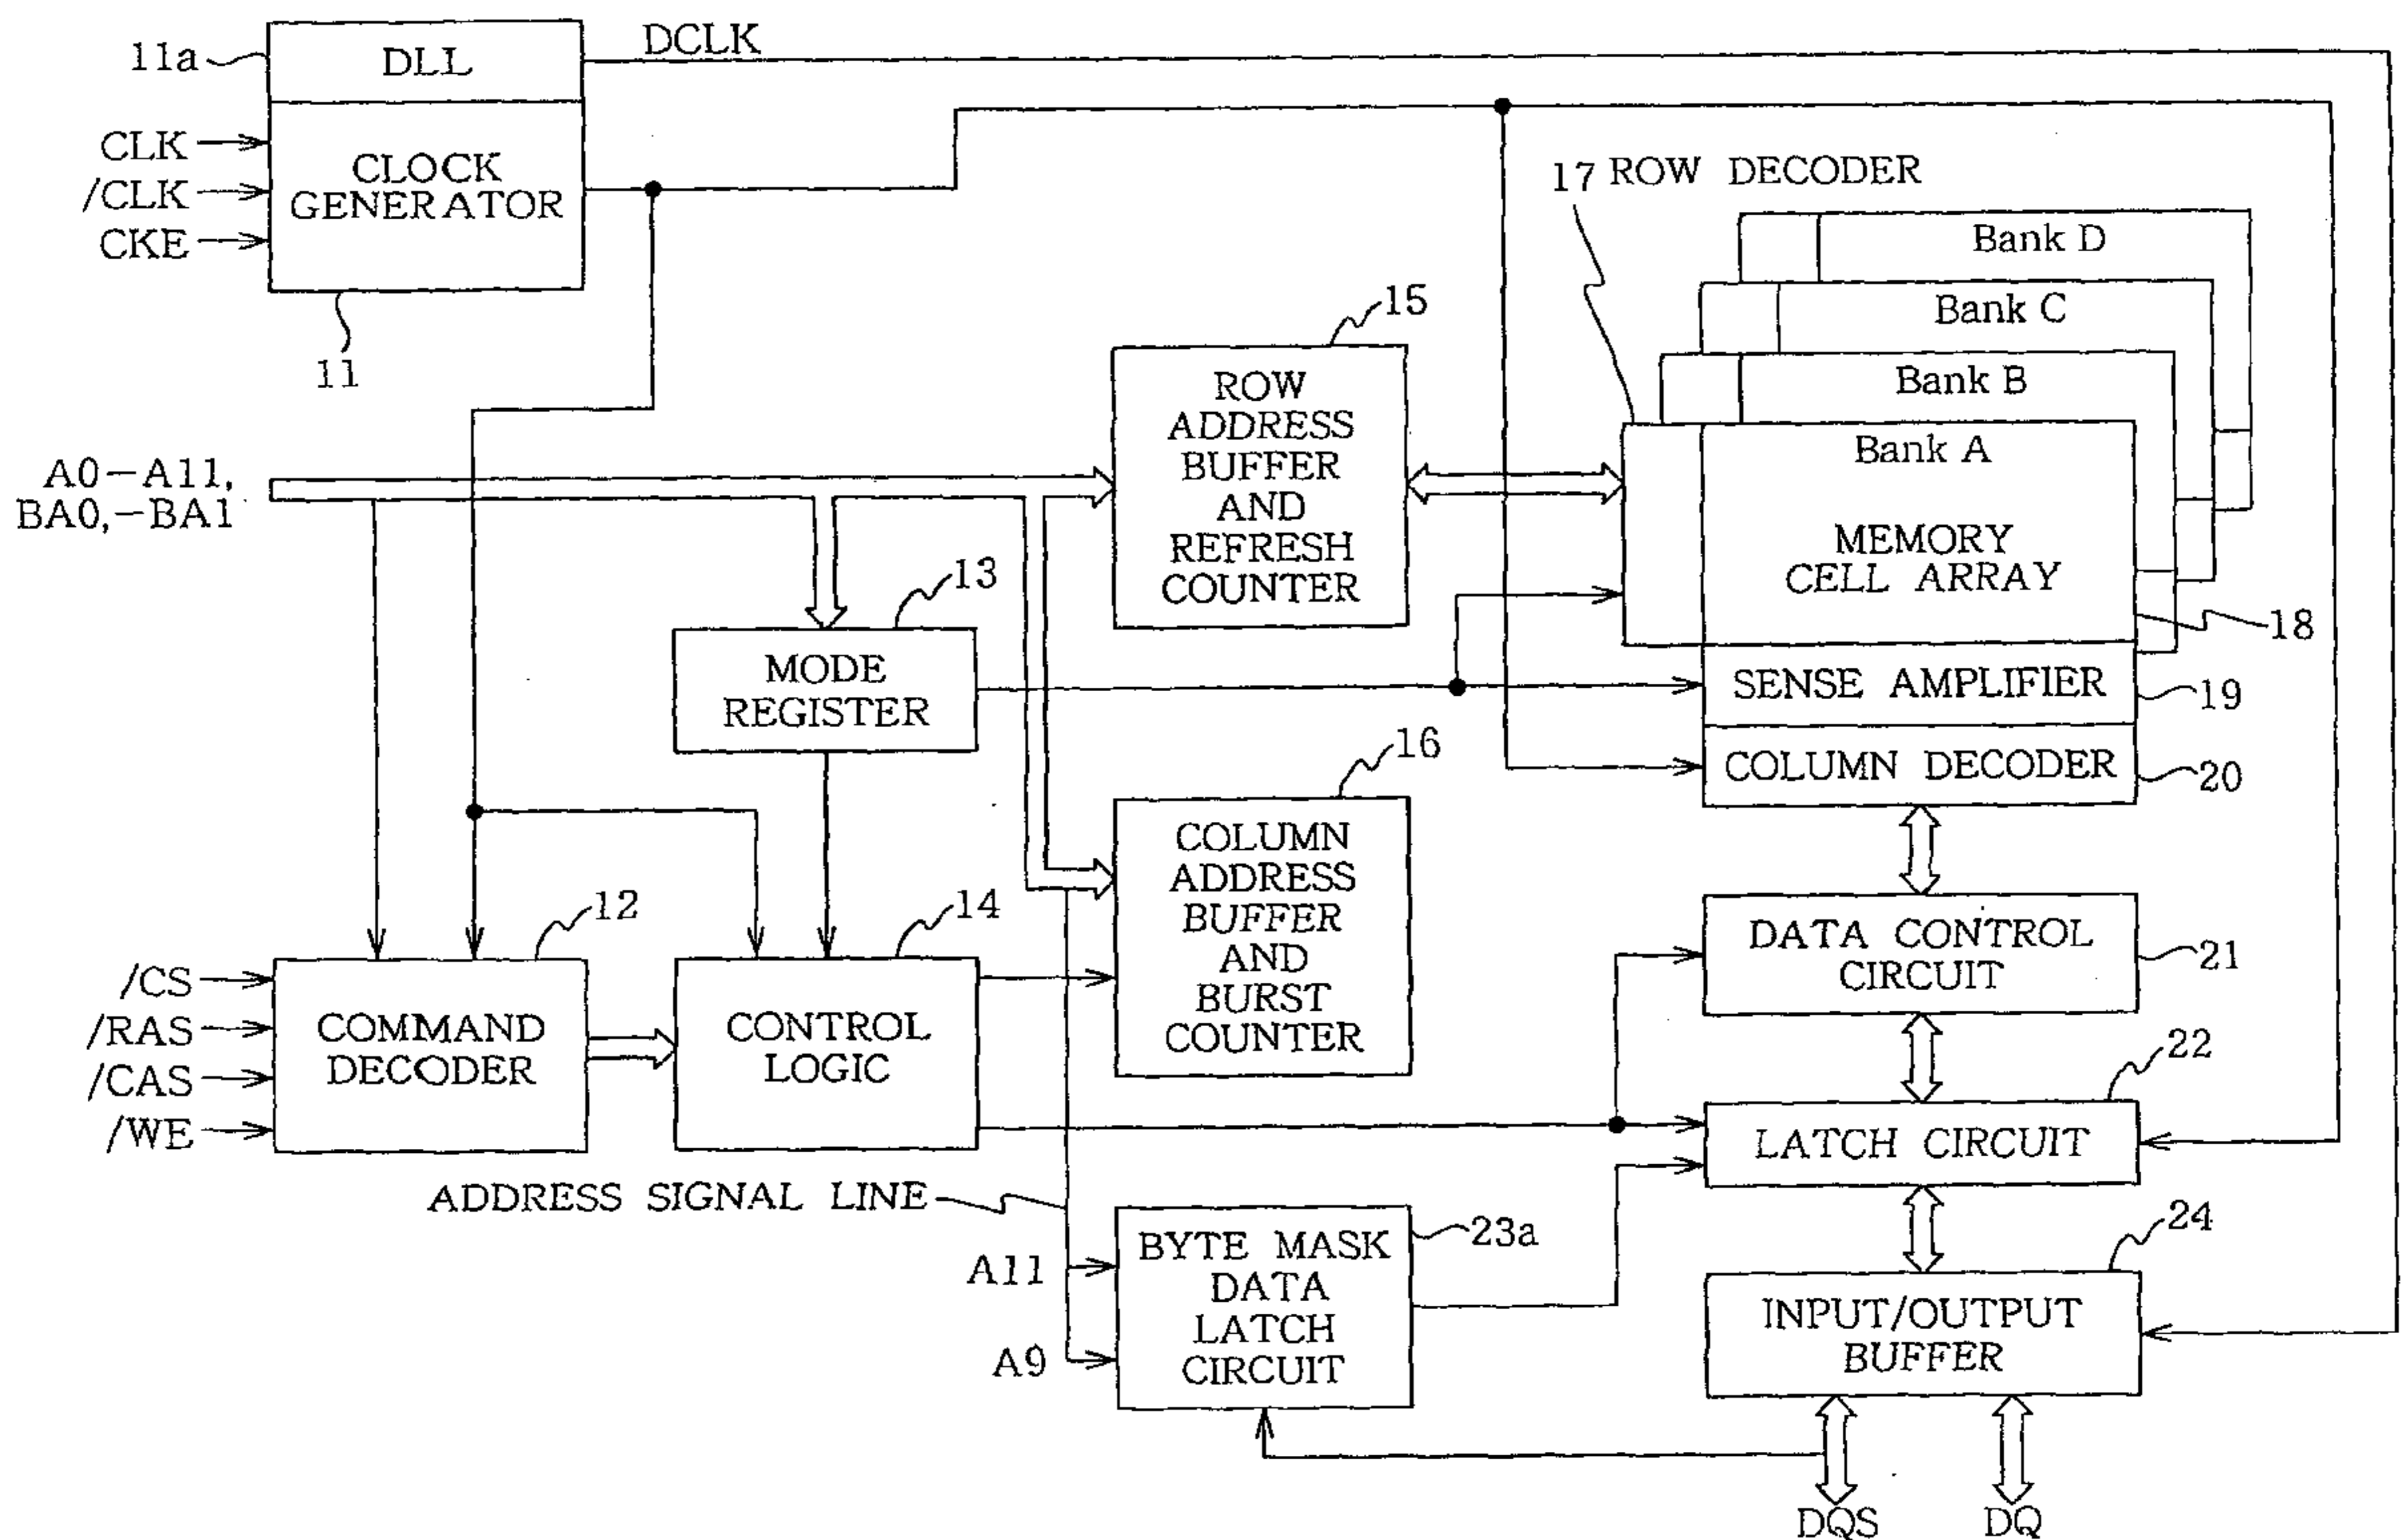 11a
DLL
DCLK
CLK
/CLK
CKE
CLOCK
GENERATOR
11
17 ROW DECODER
Bank D
Bank C
Bank B
Bank A
MEMORY
CELL ARRAY
18
15
ROW
ADDRESS
BUFFER
AND
REFRESH
COUNTER
A0-A11,
BA0,-BA1
13
MODE
REGISTER
SENSE AMPLIFIER
19
COLUMN DECODER
20
16
COLUMN
ADDRESS
BUFFER
AND
BURST
COUNTER
12
14
/CS
/RAS
/CAS
/WE
COMMAND
DECODER
CONTROL
LOGIC
DATA CONTROL
CIRCUIT
21
22
LATCH CIRCUIT
ADDRESS SIGNAL LINE
A11
A9
BYTE MASK
DATA
LATCH
CIRCUIT
23a
24
INPUT/OUTPUT
BUFFER
DQS
DQ